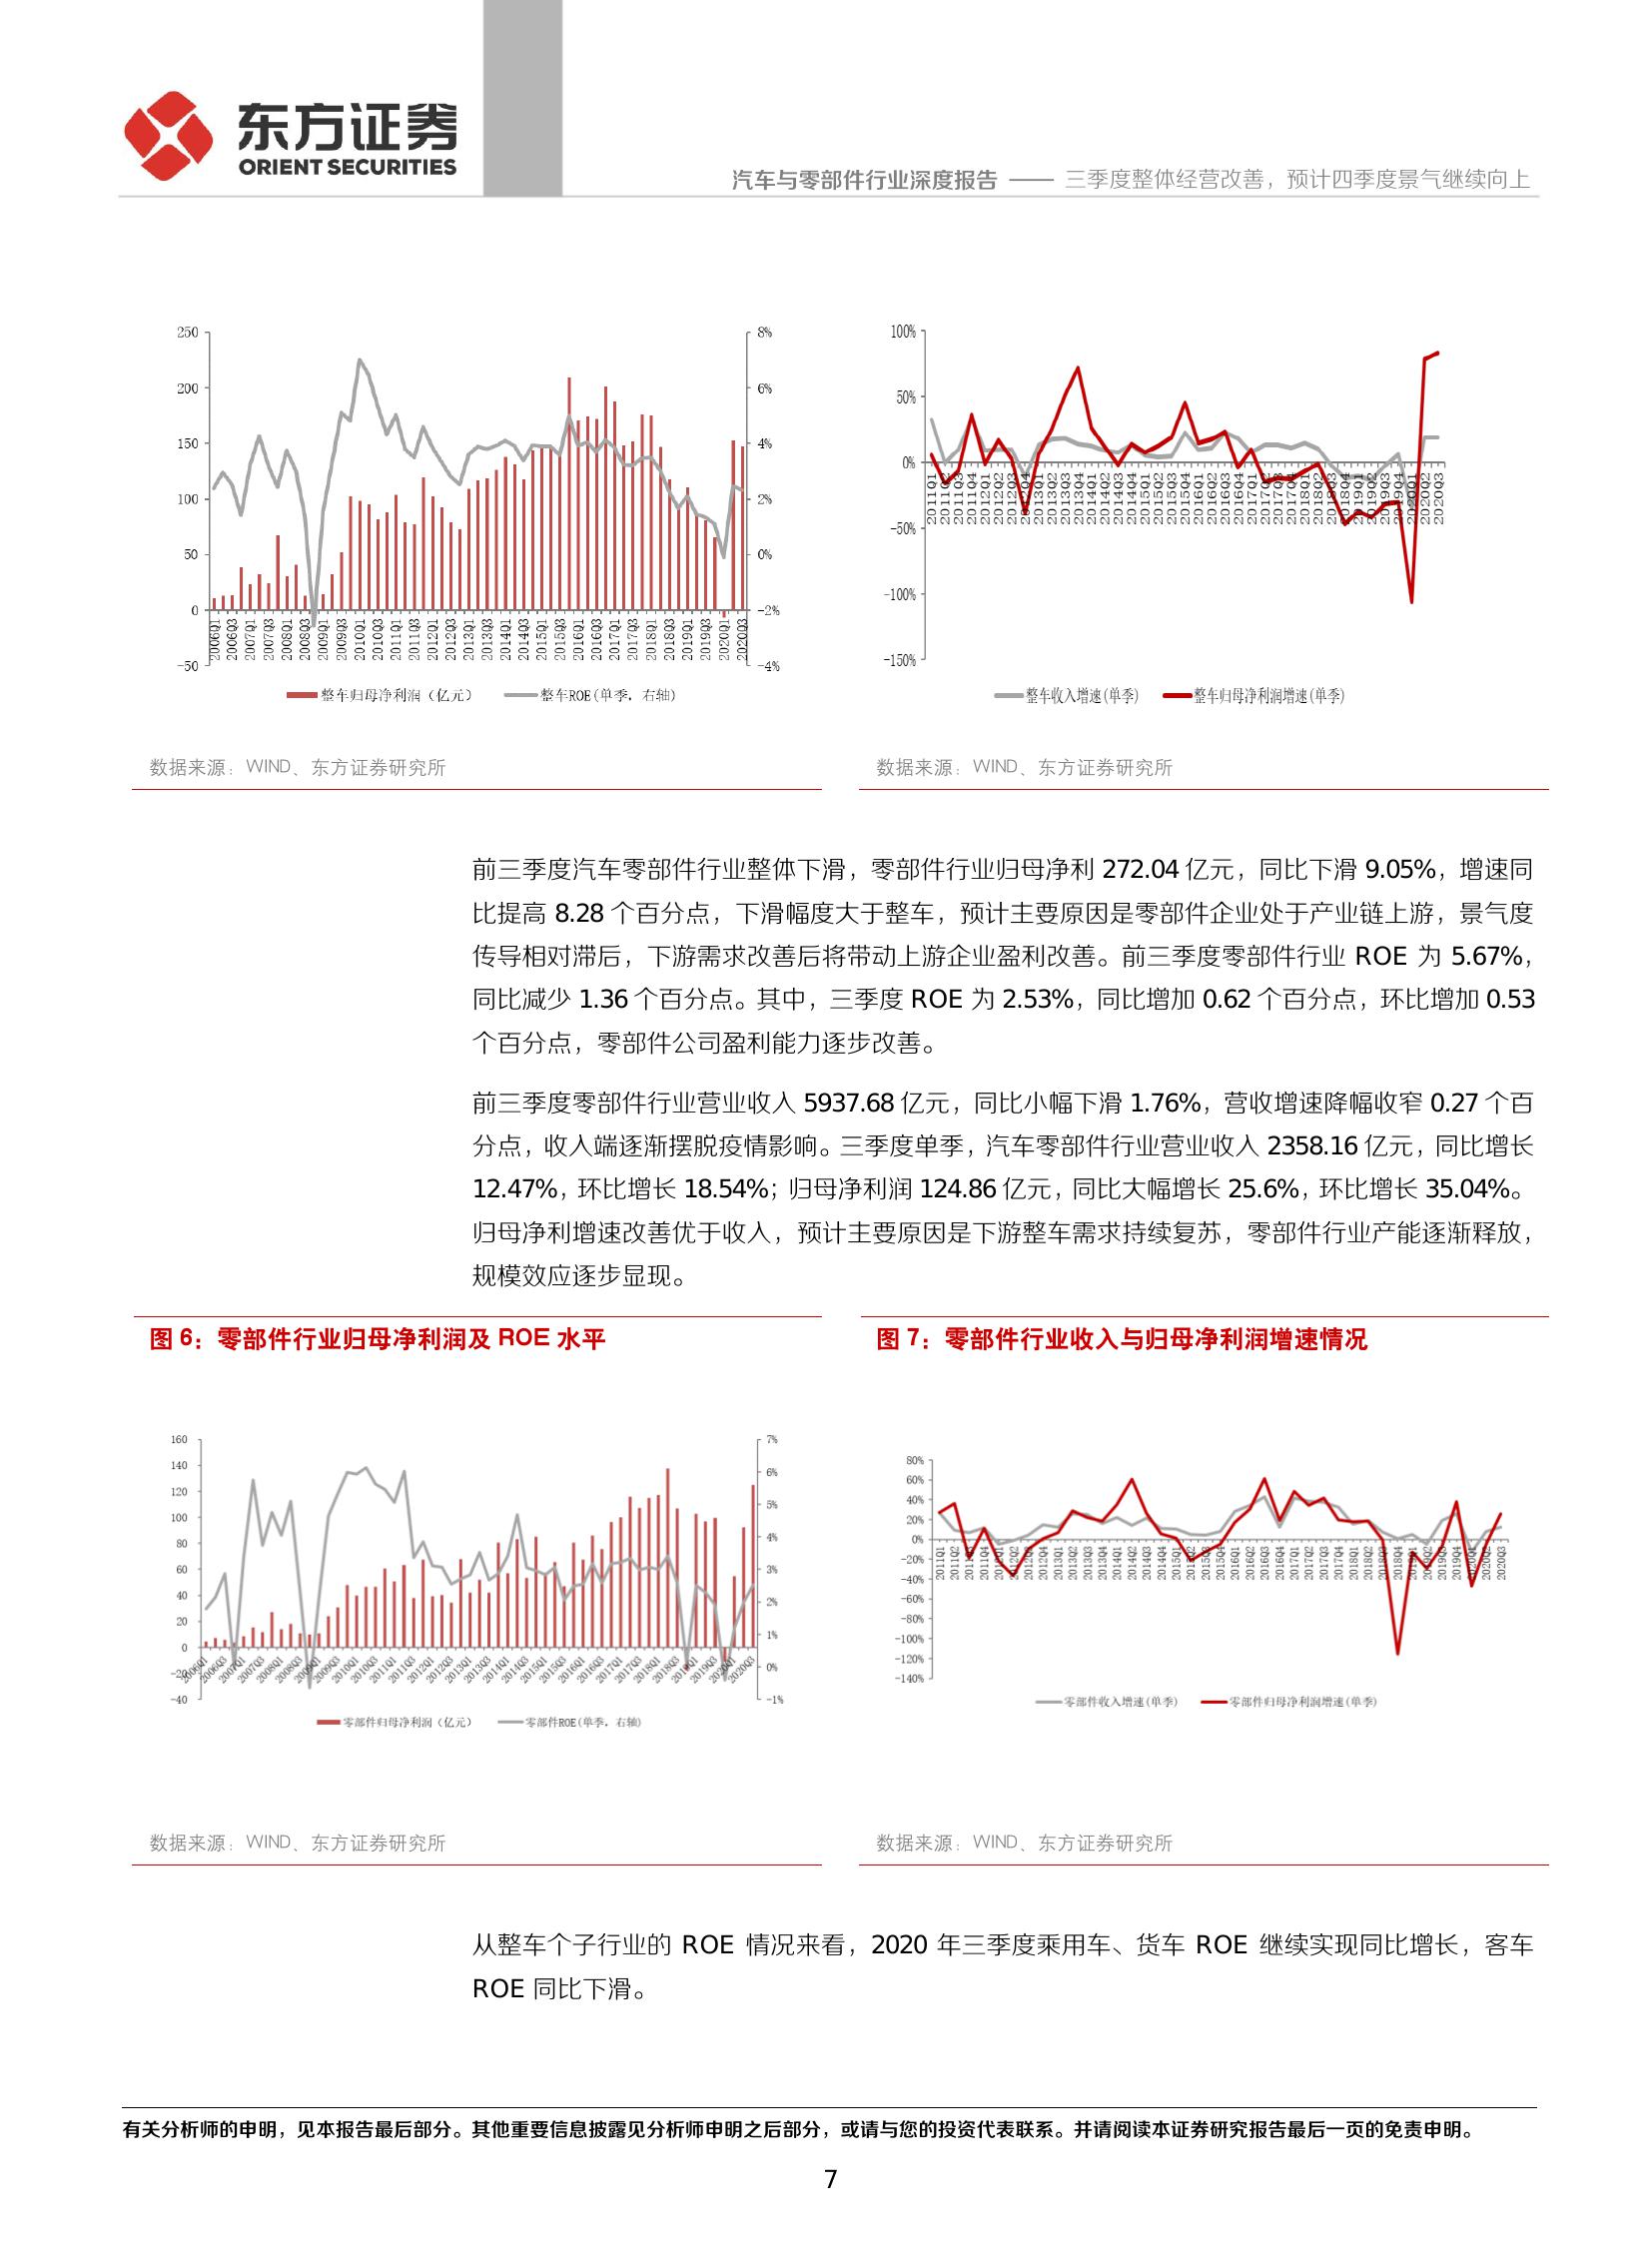 东方证券
ORIENT SECURITIES
汽车与零部件行业深度报告 —— 三季度整体经营改善，预计四季度景气继续向上
250
200
150
100
50
0
-50
8%
6%
4%
2%
0%
-2%
-4%
2006Q1 2006Q3 2007Q1 2007Q3 2008Q1 2008Q3 2009Q1 2009Q3 2010Q1 2010Q3 2011Q1 2011Q3 2012Q1 2012Q3 2013Q1 2013Q3 2014Q1 2014Q3 2015Q1 2015Q3 2016Q1 2016Q3 2017Q1 2017Q3 2018Q1 2018Q3 2019Q1 2019Q3 2020Q1 2020Q3
整车归母净利润（亿元） 整车ROE(单季，右轴)
100%
50%
0%
-50%
-100%
-150%
2011Q1 2011Q2 2011Q3 2011Q4 2012Q1 2012Q2 2012Q3 2012Q4 2013Q1 2013Q2 2013Q3 2013Q4 2014Q1 2014Q2 2014Q3 2014Q4 2015Q1 2015Q2 2015Q3 2015Q4 2016Q1 2016Q2 2016Q3 2016Q4 2017Q1 2017Q2 2017Q3 2017Q4 2018Q1 2018Q2 2018Q3 2018Q4 2019Q1 2019Q2 2019Q3 2019Q4 2020Q1 2020Q2 2020Q3
整车收入增速(单季) 整车归母净利润增速(单季)
数据来源：WIND、东方证券研究所
数据来源：WIND、东方证券研究所
前三季度汽车零部件行业整体下滑，零部件行业归母净利 272.04 亿元，同比下滑 9.05%，增速同
比提高 8.28 个百分点，下滑幅度大于整车，预计主要原因是零部件企业处于产业链上游，景气度
传导相对滞后，下游需求改善后将带动上游企业盈利改善。前三季度零部件行业 ROE 为 5.67%，
同比减少 1.36 个百分点。其中，三季度 ROE 为 2.53%，同比增加 0.62 个百分点，环比增加 0.53
个百分点，零部件公司盈利能力逐步改善。
前三季度零部件行业营业收入 5937.68 亿元，同比小幅下滑 1.76%，营收增速降幅收窄 0.27 个百
分点，收入端逐渐摆脱疫情影响。三季度单季，汽车零部件行业营业收入 2358.16 亿元，同比增长
12.47%，环比增长 18.54%；归母净利润 124.86 亿元，同比大幅增长 25.6%，环比增长 35.04%。
归母净利增速改善优于收入，预计主要原因是下游整车需求持续复苏，零部件行业产能逐渐释放，
规模效应逐步显现。
图 6：零部件行业归母净利润及 ROE 水平
图 7：零部件行业收入与归母净利润增速情况
160
140
120
100
80
60
40
20
0
-20
-40
7%
6%
5%
4%
3%
2%
1%
0%
-1%
2006Q1 2006Q3 2007Q1 2007Q3 2008Q1 2008Q3 2009Q1 2009Q3 2010Q1 2010Q3 2011Q1 2011Q3 2012Q1 2012Q3 2013Q1 2013Q3 2014Q1 2014Q3 2015Q1 2015Q3 2016Q1 2016Q3 2017Q1 2017Q3 2018Q1 2018Q3 2019Q1 2019Q3 2020Q1 2020Q3
零部件归母净利润（亿元） 零部件ROE(单季，右轴)
80%
60%
40%
20%
0%
-20%
-40%
-60%
-80%
-100%
-120%
-140%
2011Q1 2011Q2 2011Q3 2011Q4 2012Q1 2012Q2 2012Q3 2012Q4 2013Q1 2013Q2 2013Q3 2013Q4 2014Q1 2014Q2 2014Q3 2014Q4 2015Q1 2015Q2 2015Q3 2015Q4 2016Q1 2016Q2 2016Q3 2016Q4 2017Q1 2017Q2 2017Q3 2017Q4 2018Q1 2018Q2 2018Q3 2018Q4 2019Q1 2019Q2 2019Q3 2019Q4 2020Q1 2020Q2 2020Q3
零部件收入增速(单季) 零部件归母净利润增速(单季)
数据来源：WIND、东方证券研究所
数据来源：WIND、东方证券研究所
从整车个子行业的 ROE 情况来看，2020 年三季度乘用车、货车 ROE 继续实现同比增长，客车
ROE 同比下滑。
有关分析师的申明，见本报告最后部分。其他重要信息披露见分析师申明之后部分，或请与您的投资代表联系。并请阅读本证券研究报告最后一页的免责申明。
7